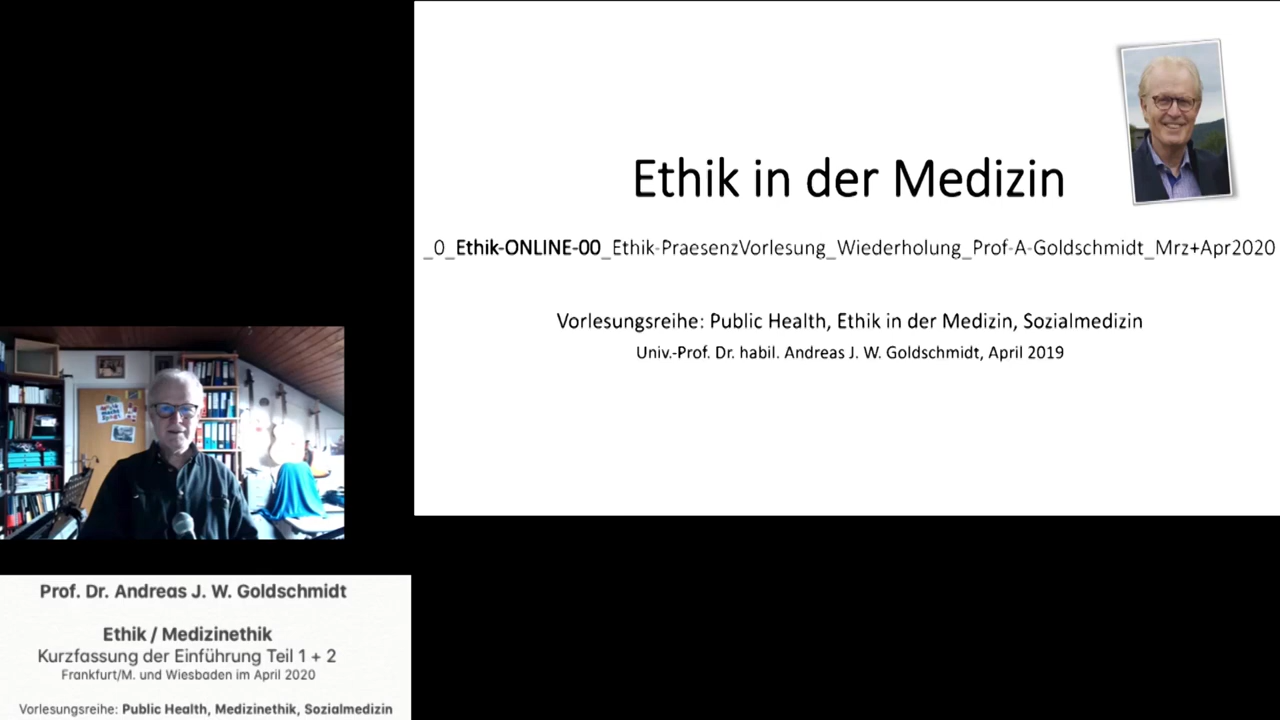 Ethik in der Medizin
_0_Ethik-ONLINE-00_Ethik-PraesenzVorlesung_Wiederholung_Prof-A-Goldschmidt_Mrz+Apr2020
Vorlesungsreihe: Public Health, Ethik in der Medizin, Sozialmedizin
Univ.-Prof. Dr. habil. Andreas J. W. Goldschmidt, April 2019
Prof. Dr. Andreas J. W. Goldschmidt
Ethik / Medizinethik
Kurzfassung der Einführung Teil 1 + 2
Frankfurt/M. und Wiesbaden im April 2020
Vorlesungsreihe: Public Health, Medizinethik, Sozialmedizin